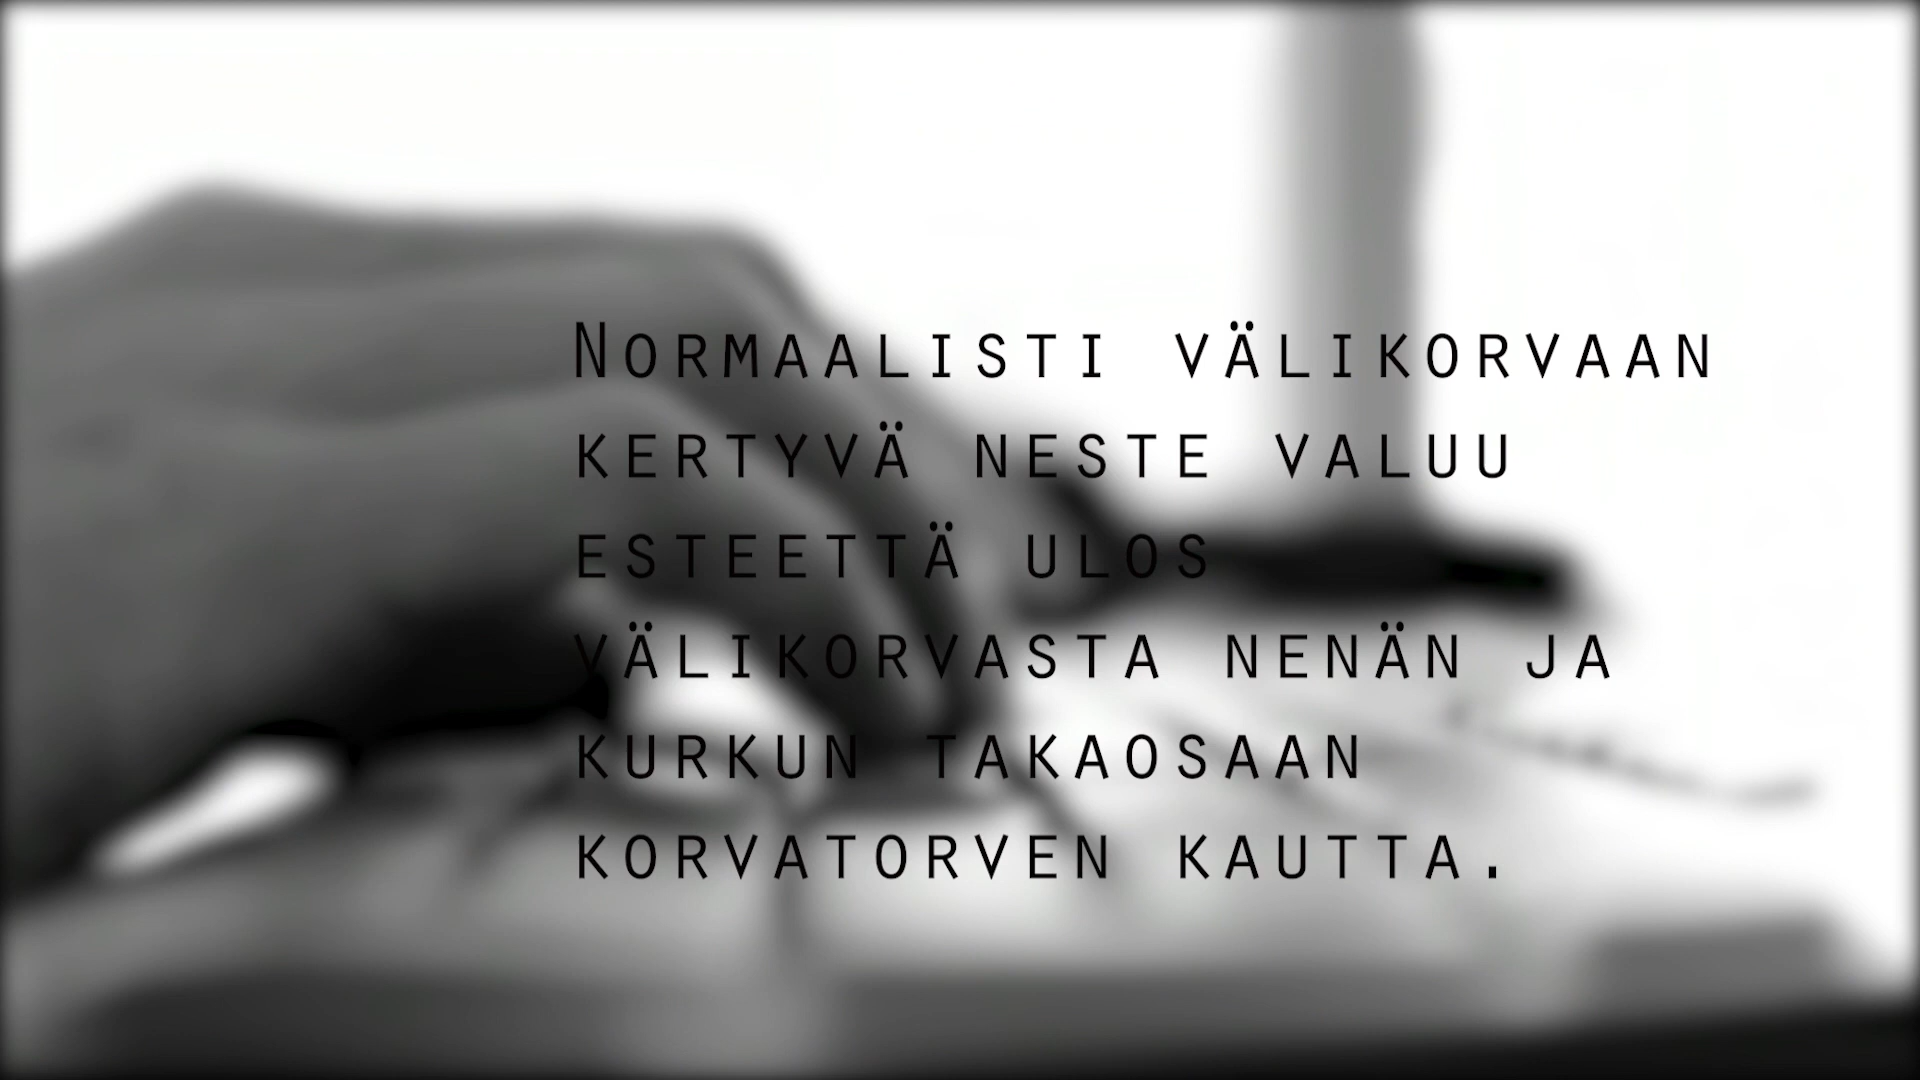 Normaalisti välikorvaan
kertyvä neste valuu
esteettä ulos
välikorvasta nenän ja
kurkun takaosaan
korvatorven kautta.